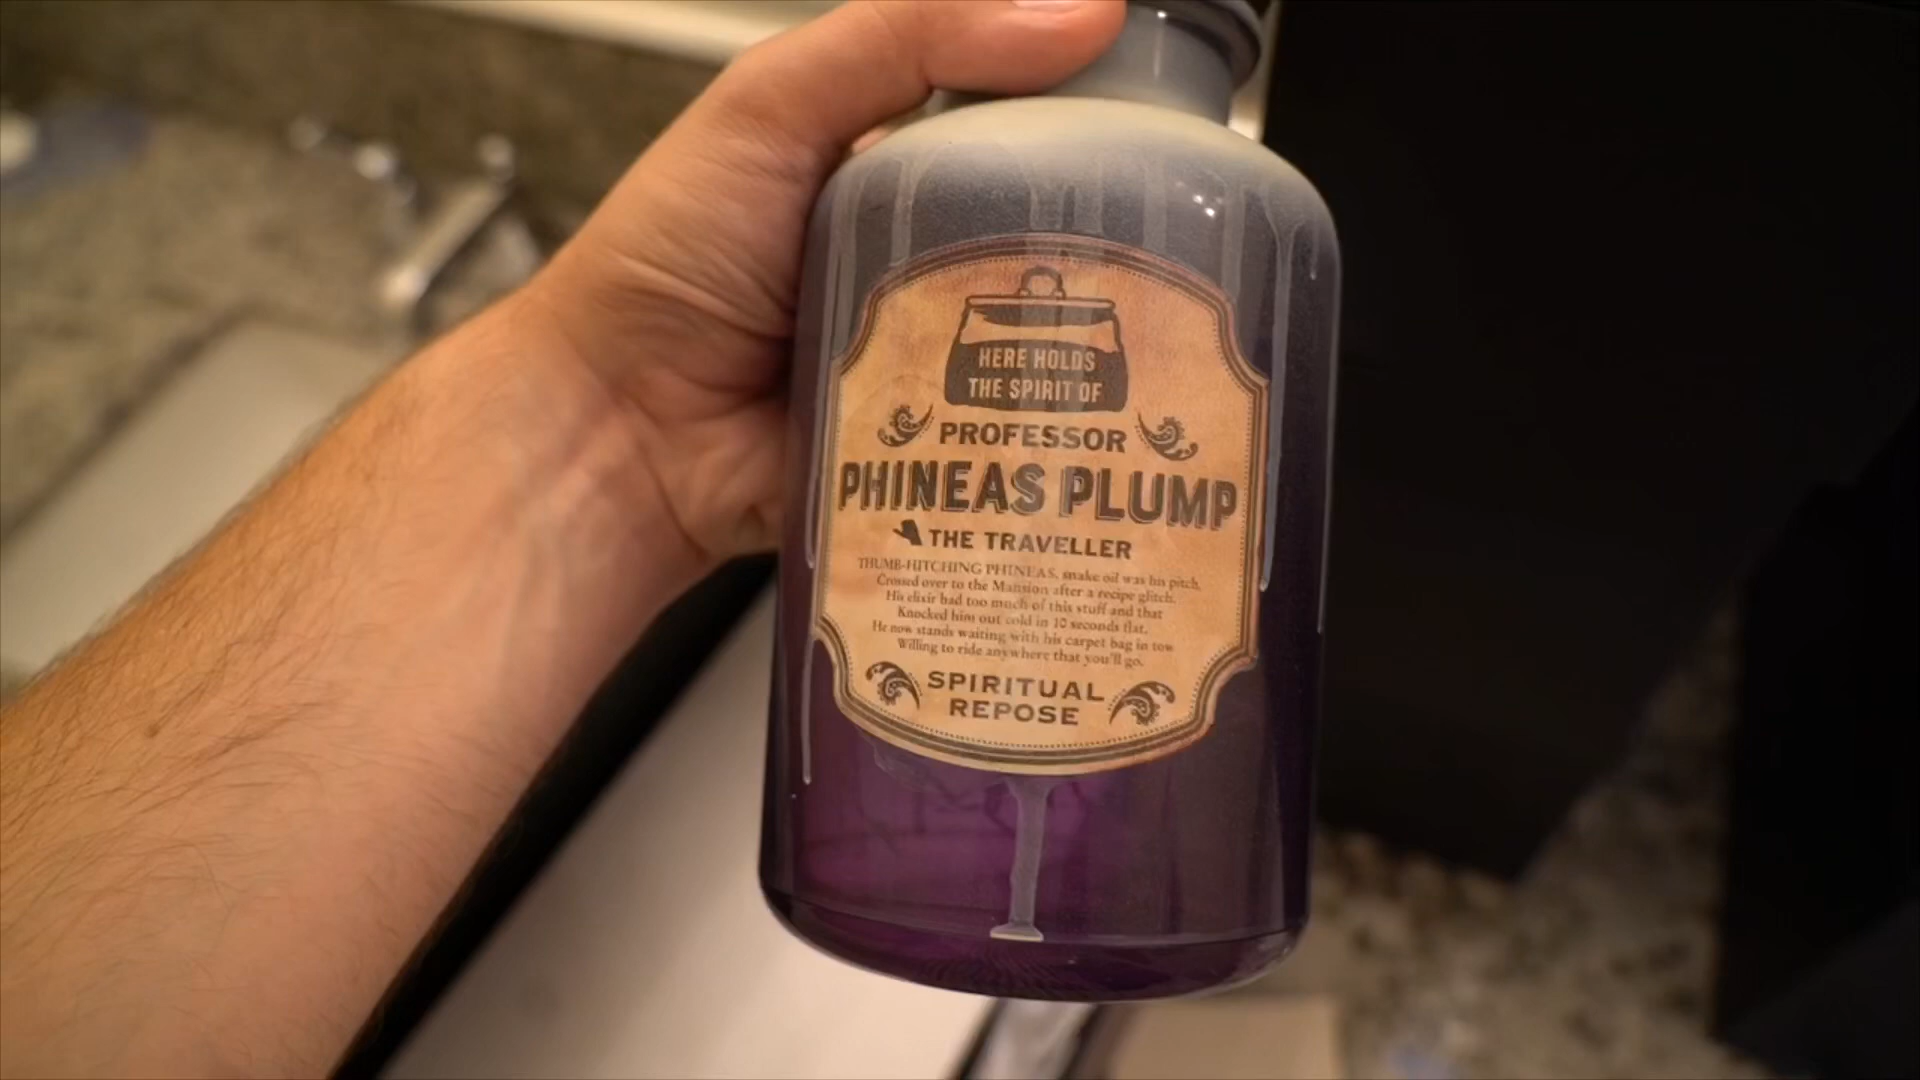 HERE HOLDS
THE SPIRIT OF
PROFESSOR
PHINEAS PLUMP
THE TRAVELLER
THUMB-HITCHING PHINEAS, snake oil was his pitch,
Crossed over to the Mansion after a recipe glitch.
His elixir had too much of this stuff and that
Knocked him out cold in 10 seconds flat.
He now stands waiting with his carpet bag in tow
Willing to ride anywhere that you'll go.
SPIRITUAL
REPOSE